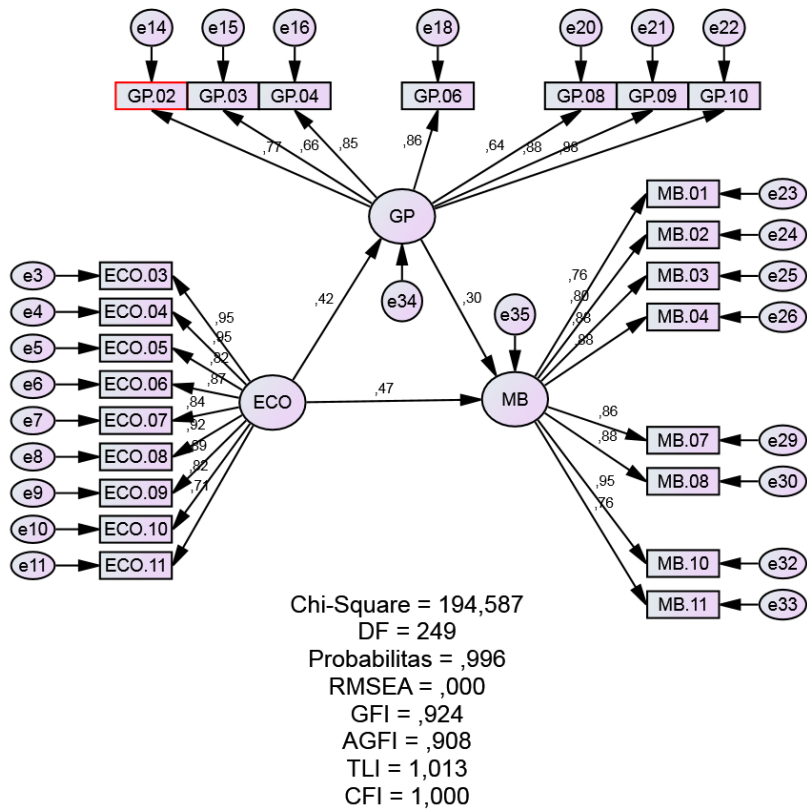 e14 e15 e16 e18 e20 e21 e22
GP.02 GP.03 GP.04 GP.06 GP.08 GP.09 GP.10
,77 ,66 ,85 ,86 ,64 ,88 ,88
GP
e34
,42
,30
e35
MB.01 e23
MB.02 e24
MB.03 e25
MB.04 e26
,76
,80
,88
,88
e3 ECO.03
e4 ECO.04
e5 ECO.05
e6 ECO.06
e7 ECO.07
e8 ECO.08
e9 ECO.09
e10 ECO.10
e11 ECO.11
,95
,95
,82
,87
,84
,92
,89
,82
,71
ECO
,47
MB
,86
,88
,95
,76
MB.07 e29
MB.08 e30
MB.10 e32
MB.11 e33
Chi-Square = 194,587
DF = 249
Probabilitas = ,996
RMSEA = ,000
GFI = ,924
AGFI = ,908
TLI = 1,013
CFI = 1,000